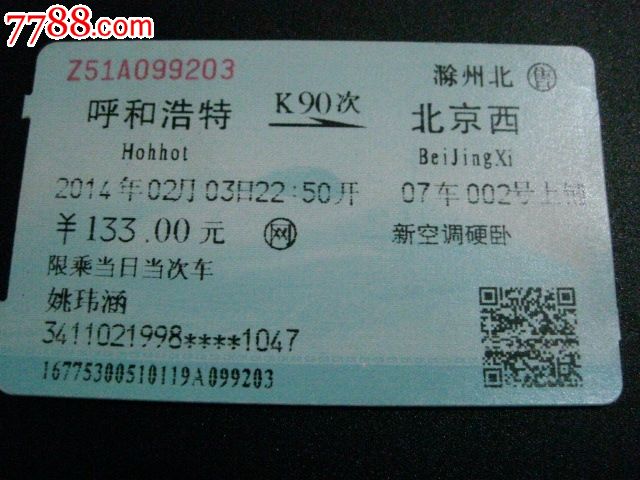 7788.com
Z51A099203 滁州北 售
呼和浩特 K90次 北京西
Hohhot BeiJingXi
2014年02月03日22:50开 07车002号上铺
¥133.00元 网 新空调硬卧
限乘当日当次车
姚玮涵
3411021998****1047
16775300510119A099203